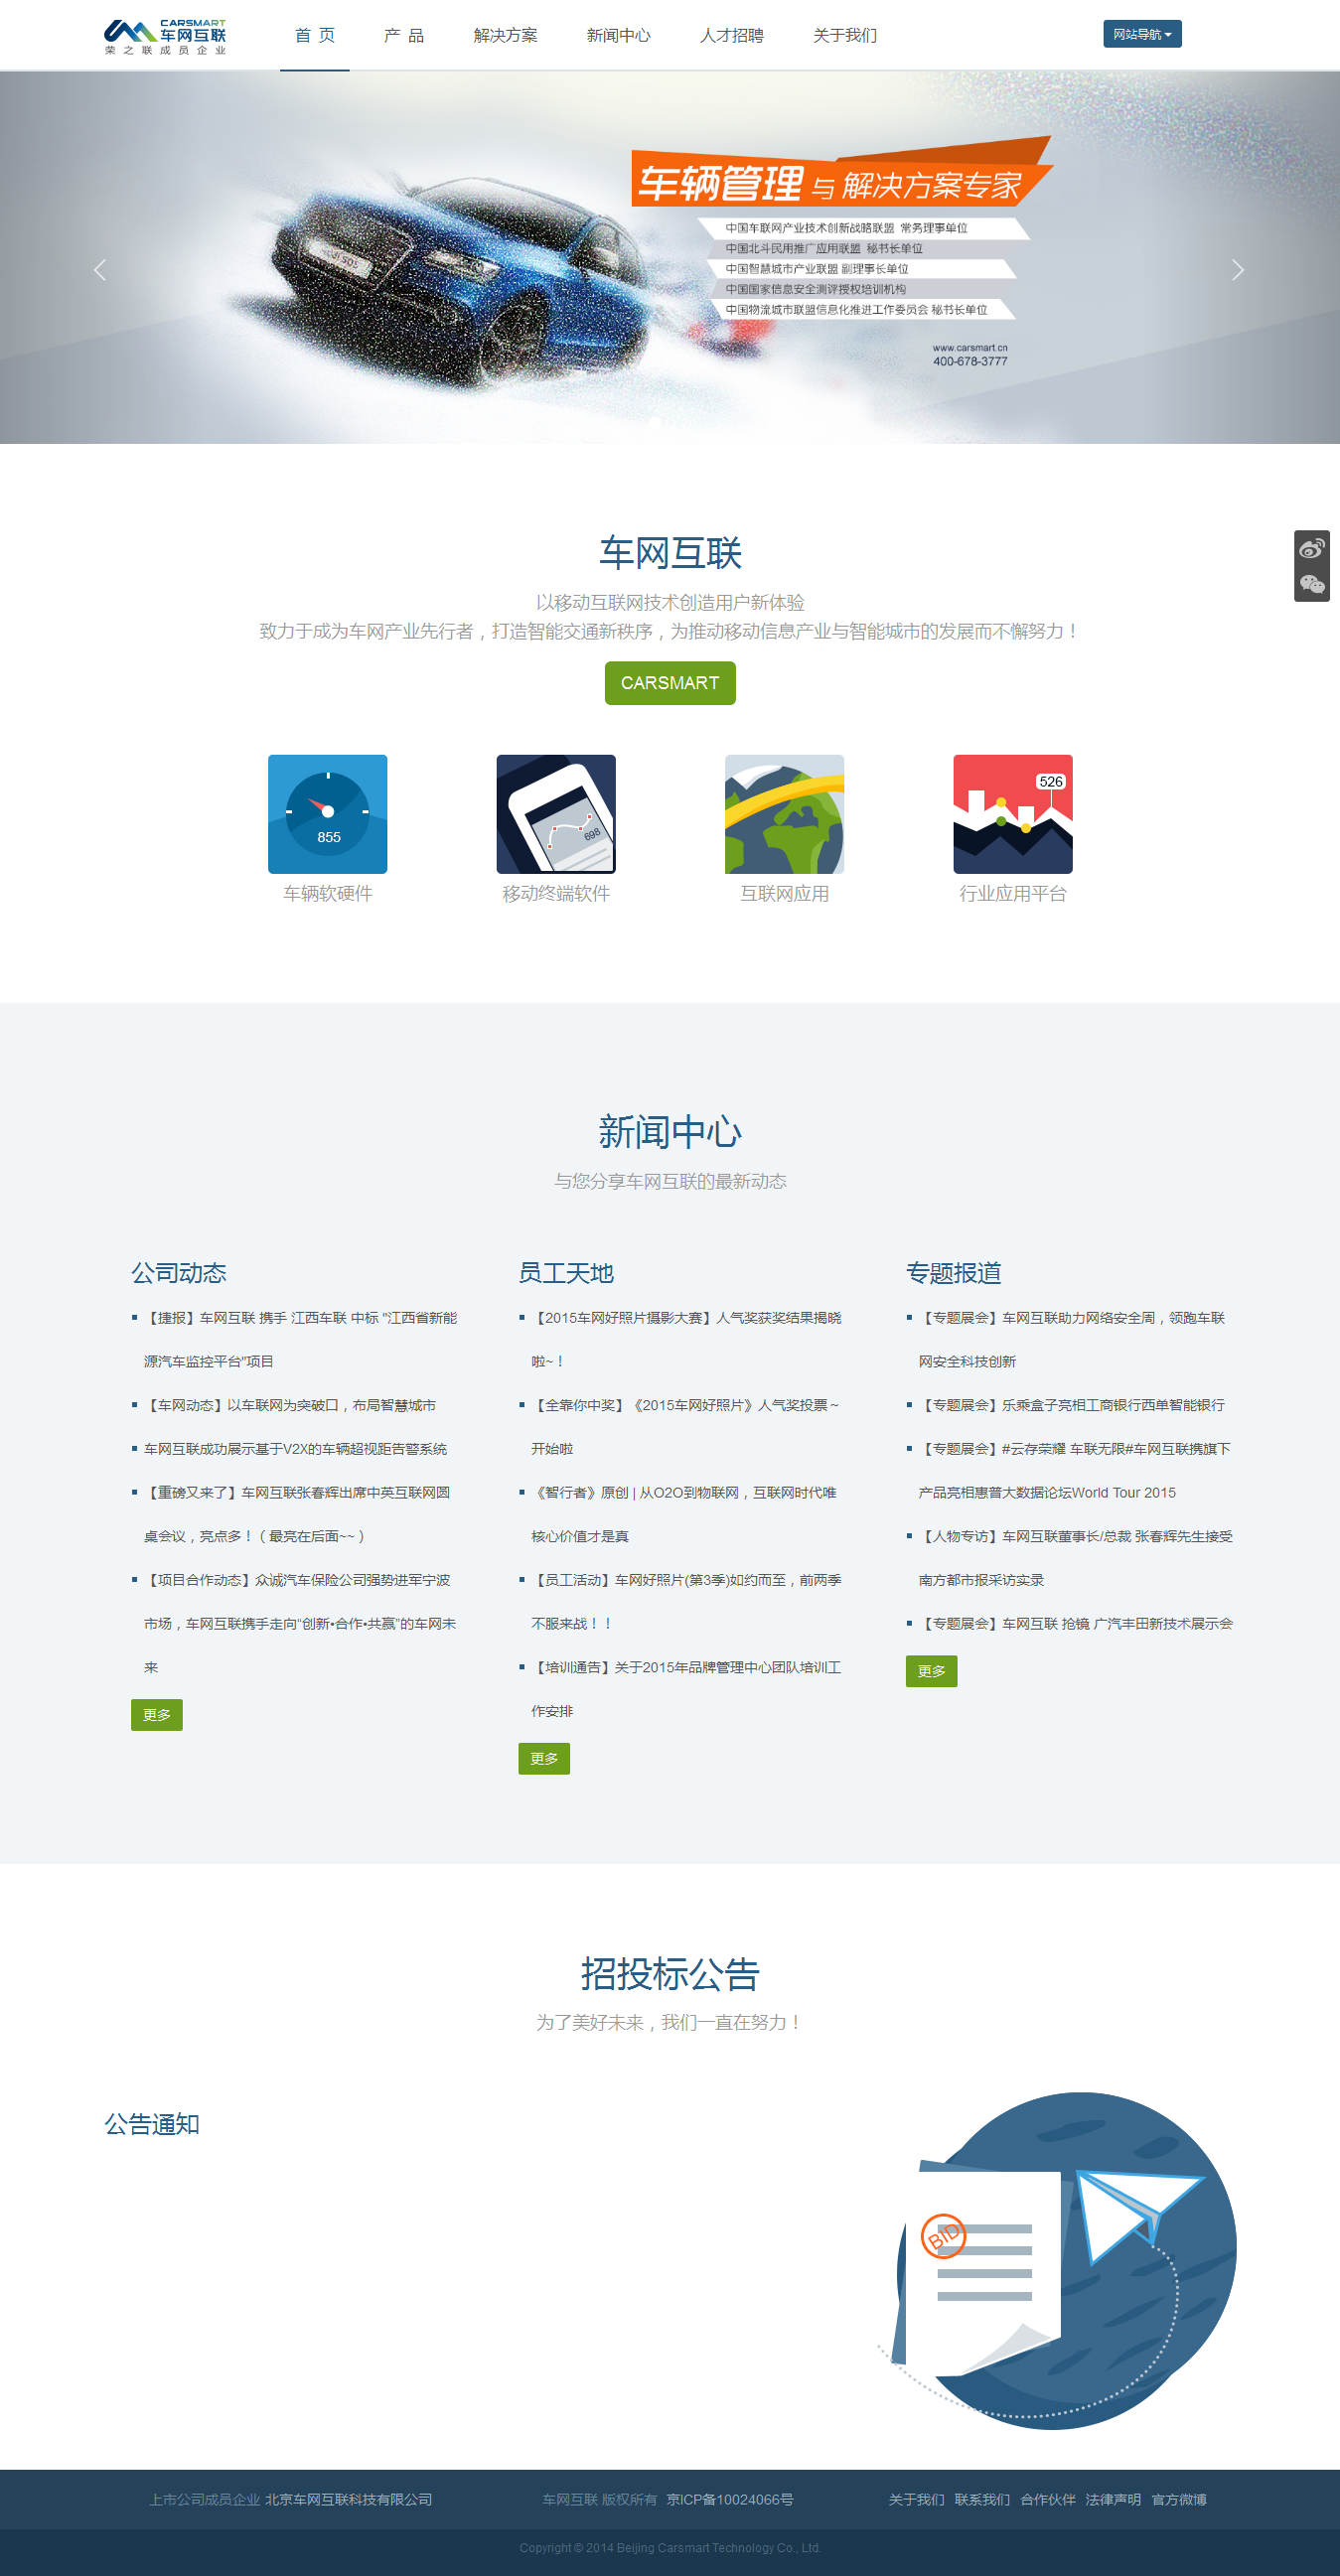 CARSMART
车网互联
荣之联成员企业
首 页 产 品 解决方案 新闻中心 人才招聘 关于我们 网站导航
车辆管理 与 解决方案专家
中国车联网产业技术创新战略联盟 常务理事单位
中国北斗民用推广应用联盟 秘书长单位
中国智慧城市产业联盟 副理事长单位
中国国家信息安全测评授权培训机构
中国物流城市联盟信息化推进工作委员会 秘书长单位
www.carsmart.cn
400-678-3777
车网互联
以移动互联网技术创造用户新体验
致力于成为车网产业先行者，打造智能交通新秩序，为推动移动信息产业与智能城市的发展而不懈努力！
CARSMART
855
698
526
车辆软硬件 移动终端软件 互联网应用 行业应用平台
新闻中心
与您分享车网互联的最新动态
公司动态
【捷报】车网互联 携手 江西车联 中标 "江西省新能
源汽车监控平台"项目
【车网动态】以车联网为突破口，布局智慧城市
车网互联成功展示基于V2X的车辆超视距告警系统
【重磅又来了】车网互联张春辉出席中英互联网圆
桌会议，亮点多！（ 最亮在后面~~ ）
【项目合作动态】众诚汽车保险公司强势进军宁波
市场，车网互联携手走向“创新•合作•共赢”的车网未
来
更多
员工天地
【2015车网好照片摄影大赛】人气奖获奖结果揭晓
啦~！
【全靠你中奖】《2015车网好照片》人气奖投票～
开始啦
《智行者》原创 | 从O2O到物联网，互联网时代唯
核心价值才是真
【员工活动】车网好照片(第3季)如约而至，前两季
不服来战！！
【培训通告】关于2015年品牌管理中心团队培训工
作安排
更多
专题报道
【专题展会】车网互联助力网络安全周，领跑车联
网安全科技创新
【专题展会】乐乘盒子亮相工商银行西单智能银行
【专题展会】#云存荣耀 车联无限#车网互联携旗下
产品亮相惠普大数据论坛World Tour 2015
【人物专访】车网互联董事长/总裁 张春辉先生接受
南方都市报采访实录
【专题展会】车网互联 抢镜 广汽丰田新技术展示会
更多
招投标公告
为了美好未来，我们一直在努力！
公告通知
BID
上市公司成员企业 北京车网互联科技有限公司 车网互联 版权所有 京ICP备10024066号 关于我们 联系我们 合作伙伴 法律声明 官方微博
Copyright © 2014 Beijing Carsmart Technology Co., Ltd.